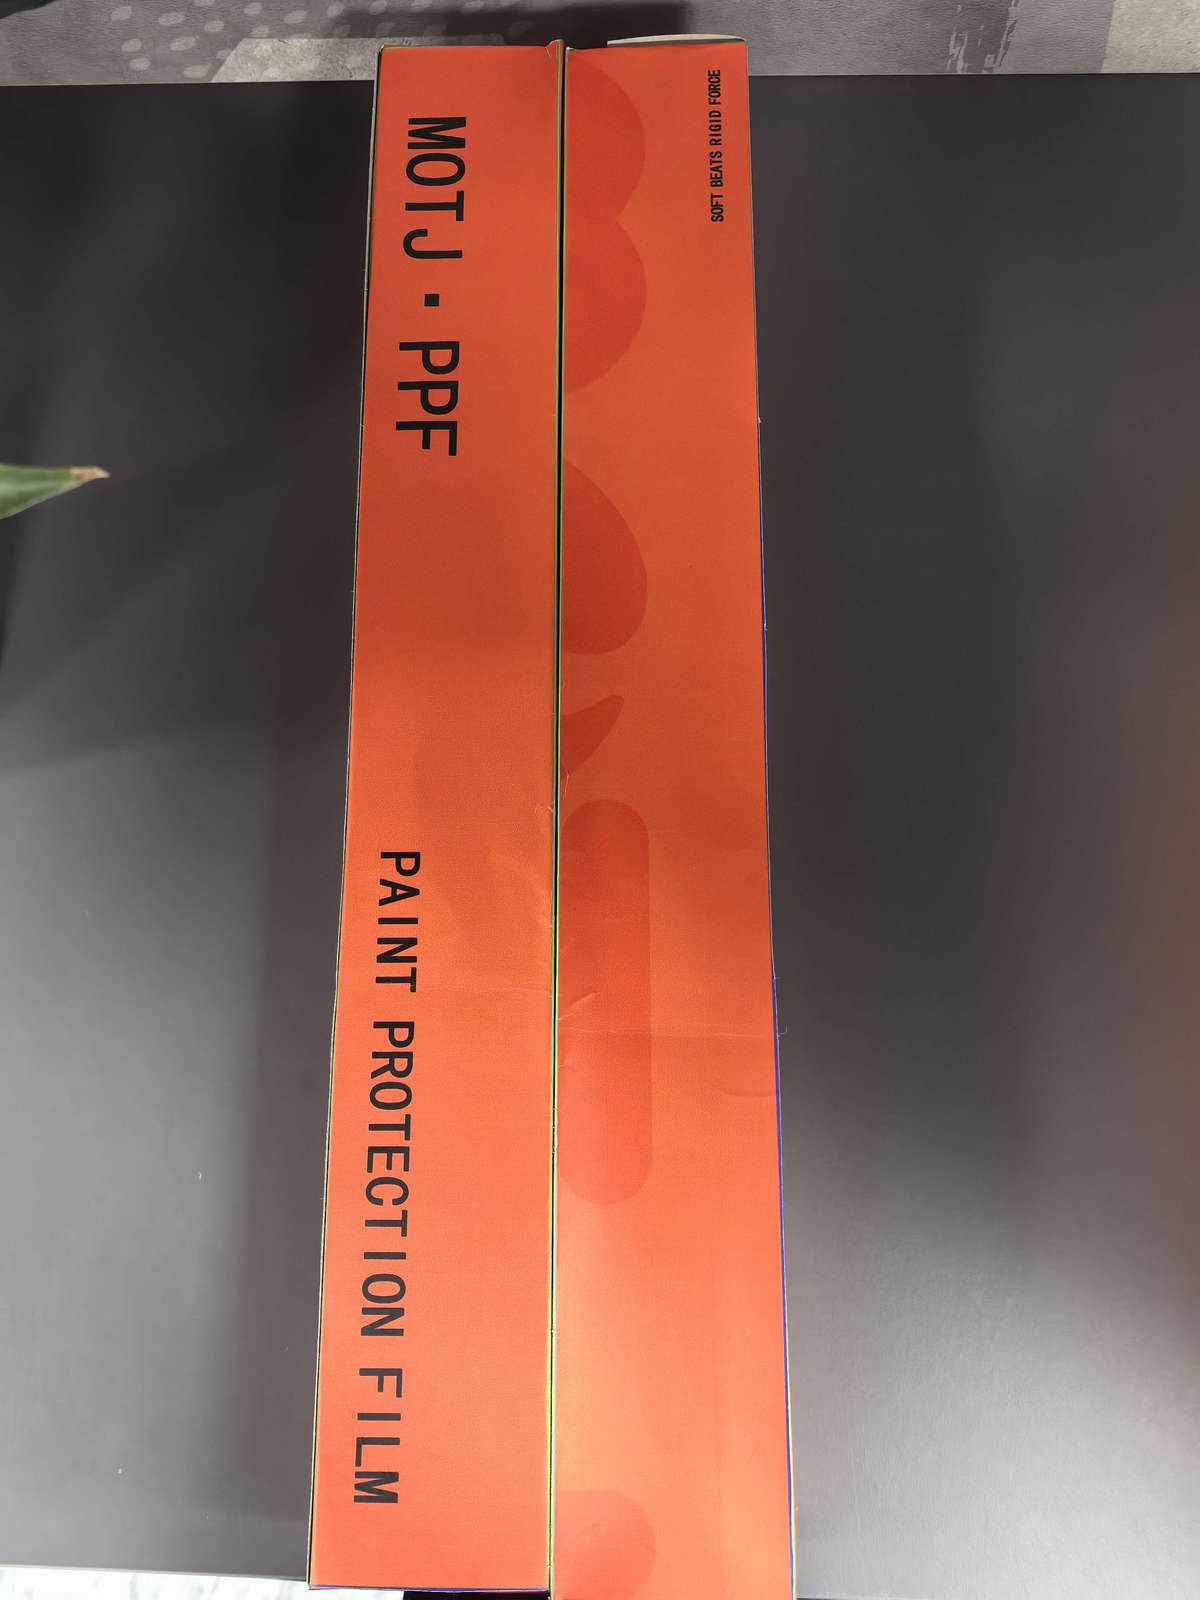 MOTJ · PPF
PAINT PROTECTION FILM
SOFT BEATS RIGID FORCE